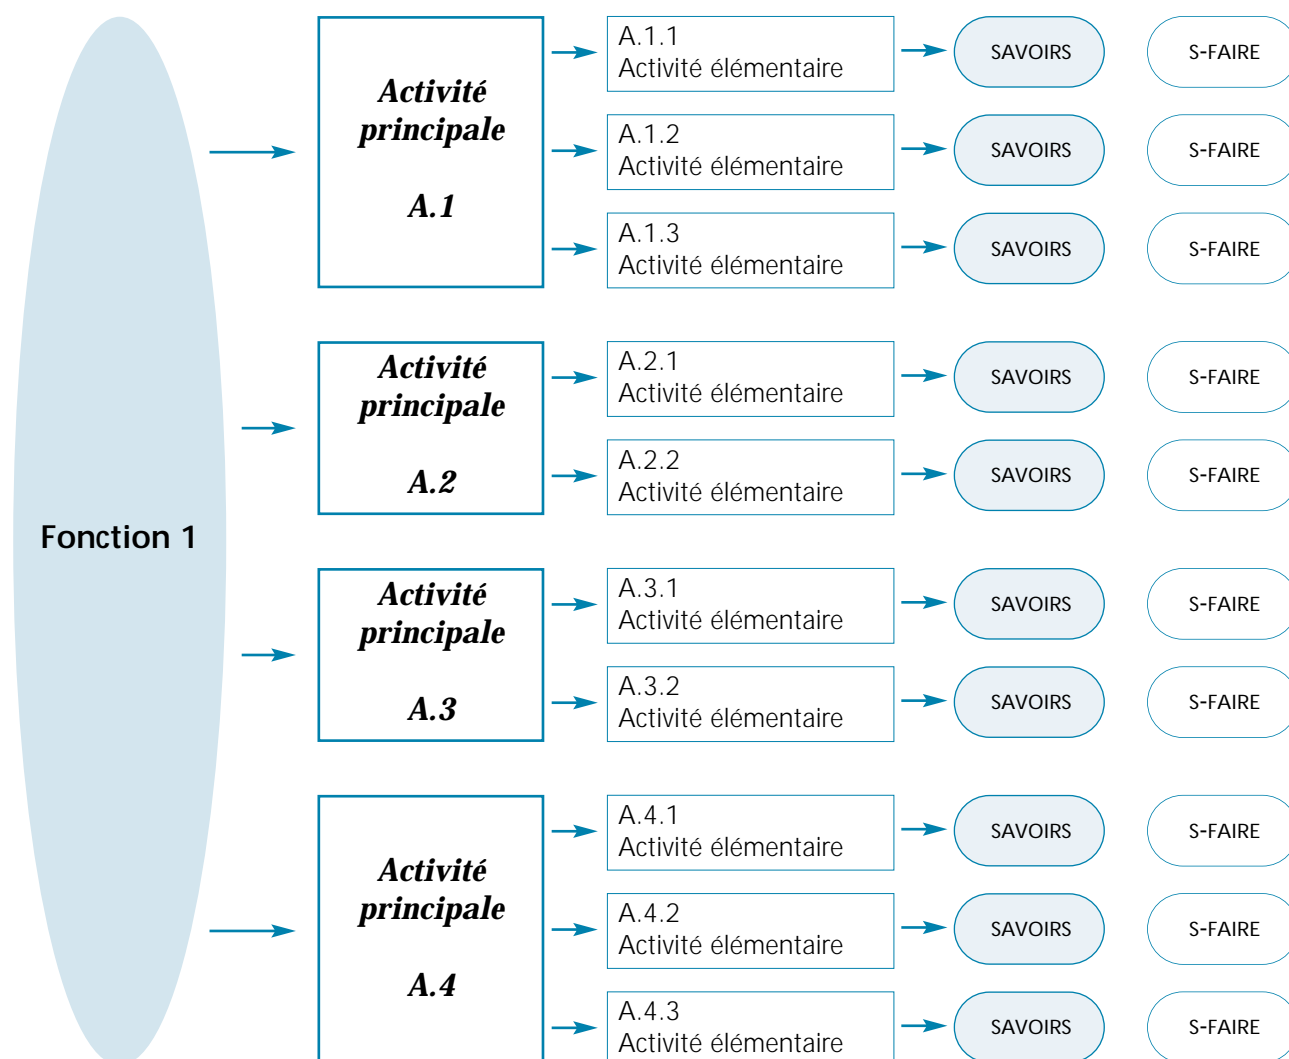 Fonction 1
Activité
principale
A.1
A.1.1
Activité élémentaire
SAVOIRS
S-FAIRE
A.1.2
Activité élémentaire
SAVOIRS
S-FAIRE
A.1.3
Activité élémentaire
SAVOIRS
S-FAIRE
Activité
principale
A.2
A.2.1
Activité élémentaire
SAVOIRS
S-FAIRE
A.2.2
Activité élémentaire
SAVOIRS
S-FAIRE
Activité
principale
A.3
A.3.1
Activité élémentaire
SAVOIRS
S-FAIRE
A.3.2
Activité élémentaire
SAVOIRS
S-FAIRE
Activité
principale
A.4
A.4.1
Activité élémentaire
SAVOIRS
S-FAIRE
A.4.2
Activité élémentaire
SAVOIRS
S-FAIRE
A.4.3
Activité élémentaire
SAVOIRS
S-FAIRE